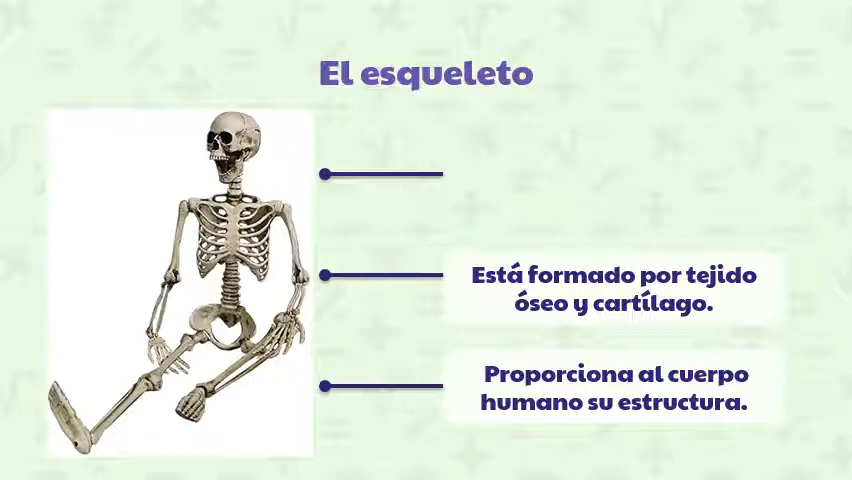 El esqueleto
Está formado por tejido
óseo y cartílago.
Proporciona al cuerpo
humano su estructura.